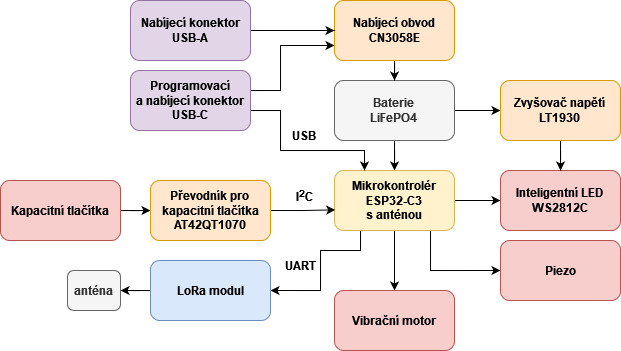 Nabíjecí konektor
USB-A
Nabíjecí obvod
CN3058E
Programovací
a nabíjecí konektor
USB-C
Baterie
LiFePO4
Zvyšovač napětí
LT1930
USB
Kapacitní tlačítka
Převodník pro
kapacitní tlačítka
AT42QT1070
I²C
Mikrokontrolér
ESP32-C3
s anténou
Inteligentní LED
WS2812C
UART
anténa
LoRa modul
Piezo
Vibrační motor